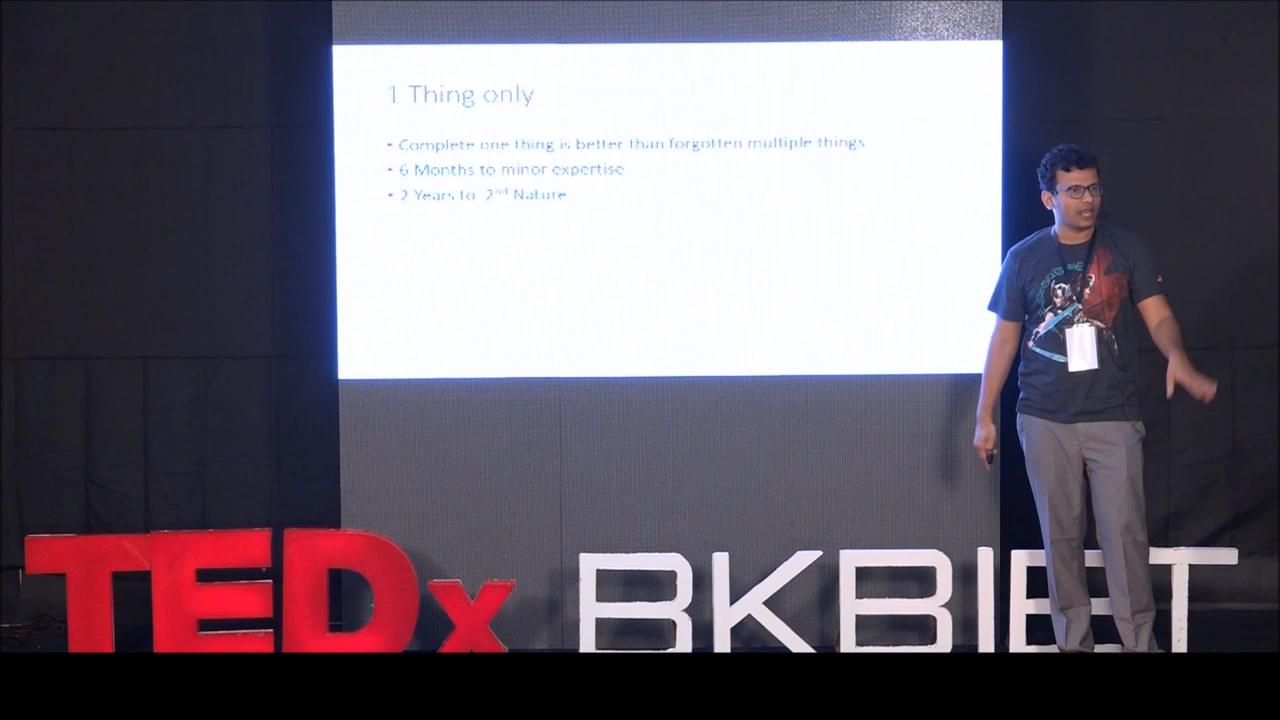 1 Thing only
• Complete one thing is better than forgotten multiple things
• 6 Months to minor expertise
• 2 Years to 2nd Nature
TEDx BKBIET